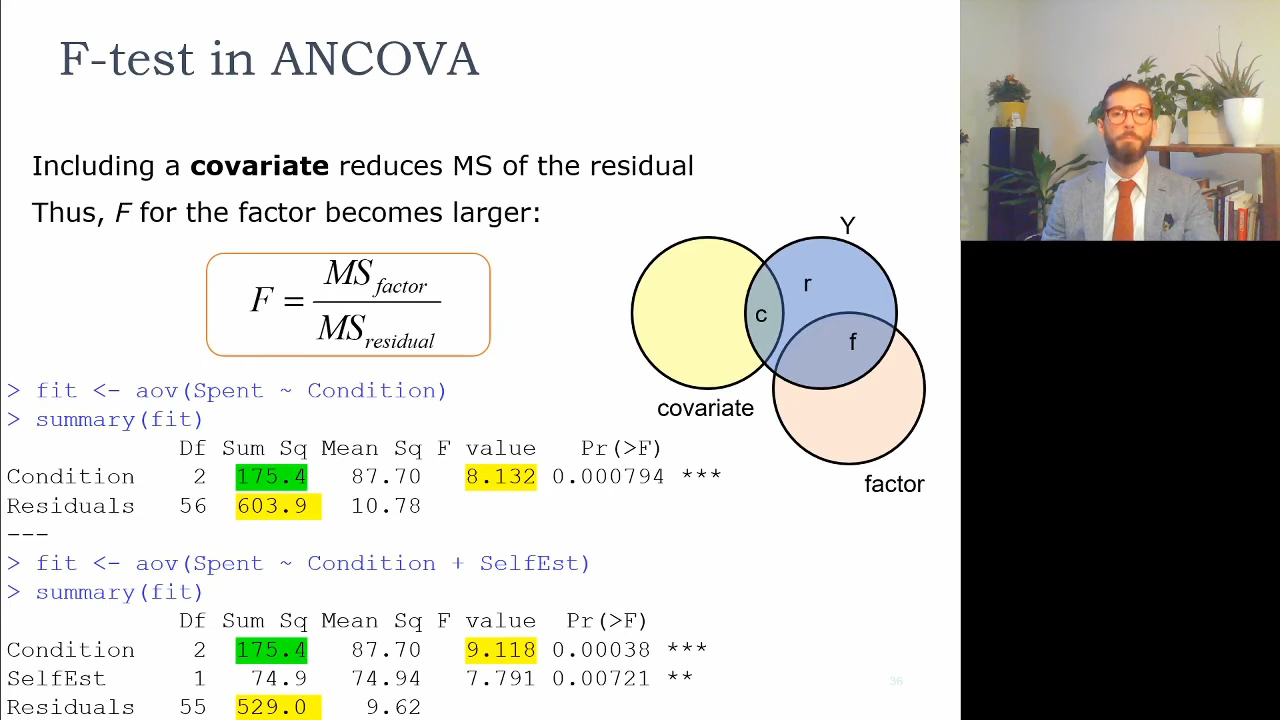 F-test in ANCOVA
Including a covariate reduces MS of the residual
Thus, F for the factor becomes larger:
F = MS factor / MS residual
Y
r
c
f
covariate
factor
> fit <- aov(Spent ~ Condition)
> summary(fit)
Df Sum Sq Mean Sq F value Pr(>F)
Condition 2 175.4 87.70 8.132 0.000794 ***
Residuals 56 603.9 10.78
---
> fit <- aov(Spent ~ Condition + SelfEst)
> summary(fit)
Df Sum Sq Mean Sq F value Pr(>F)
Condition 2 175.4 87.70 9.118 0.00038 ***
SelfEst 1 74.9 74.94 7.791 0.00721 **
Residuals 55 529.0 9.62
36